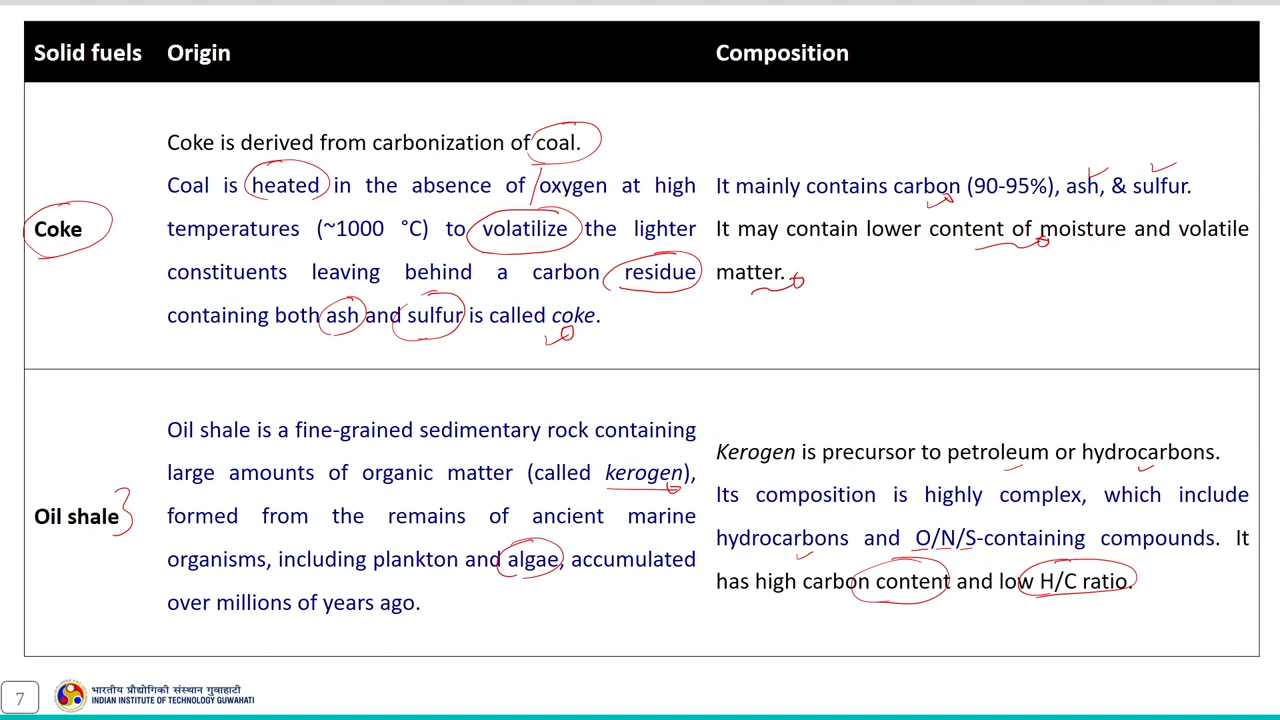 Solid fuels Origin Composition
Coke
Coke is derived from carbonization of coal.
Coal is heated in the absence of oxygen at high
temperatures (~1000 °C) to volatilize the lighter
constituents leaving behind a carbon residue
containing both ash and sulfur is called coke.
It mainly contains carbon (90-95%), ash, & sulfur.
It may contain lower content of moisture and volatile
matter.
Oil shale
Oil shale is a fine-grained sedimentary rock containing
large amounts of organic matter (called kerogen),
formed from the remains of ancient marine
organisms, including plankton and algae, accumulated
over millions of years ago.
Kerogen is precursor to petroleum or hydrocarbons.
Its composition is highly complex, which include
hydrocarbons and O/N/S-containing compounds. It
has high carbon content and low H/C ratio.
7
भारतीय प्रौद्योगिकी संस्थान गुवाहाटी
INDIAN INSTITUTE OF TECHNOLOGY GUWAHATI